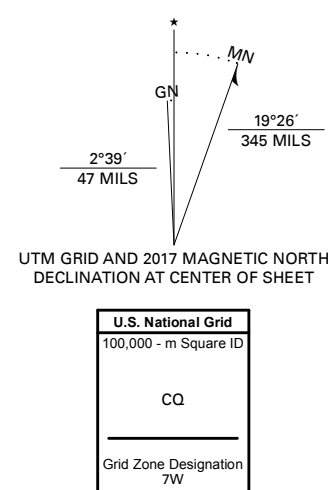 ★
MN
GN
19°26´
345 MILS
2°39´
47 MILS
UTM GRID AND 2017 MAGNETIC NORTH
DECLINATION AT CENTER OF SHEET
U.S. National Grid
100,000 - m Square ID
CQ
Grid Zone Designation
7W